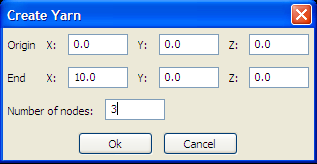 Create Yarn
Origin X: 0.0 Y: 0.0 Z: 0.0
End X: 10.0 Y: 0.0 Z: 0.0
Number of nodes: 3
Ok Cancel